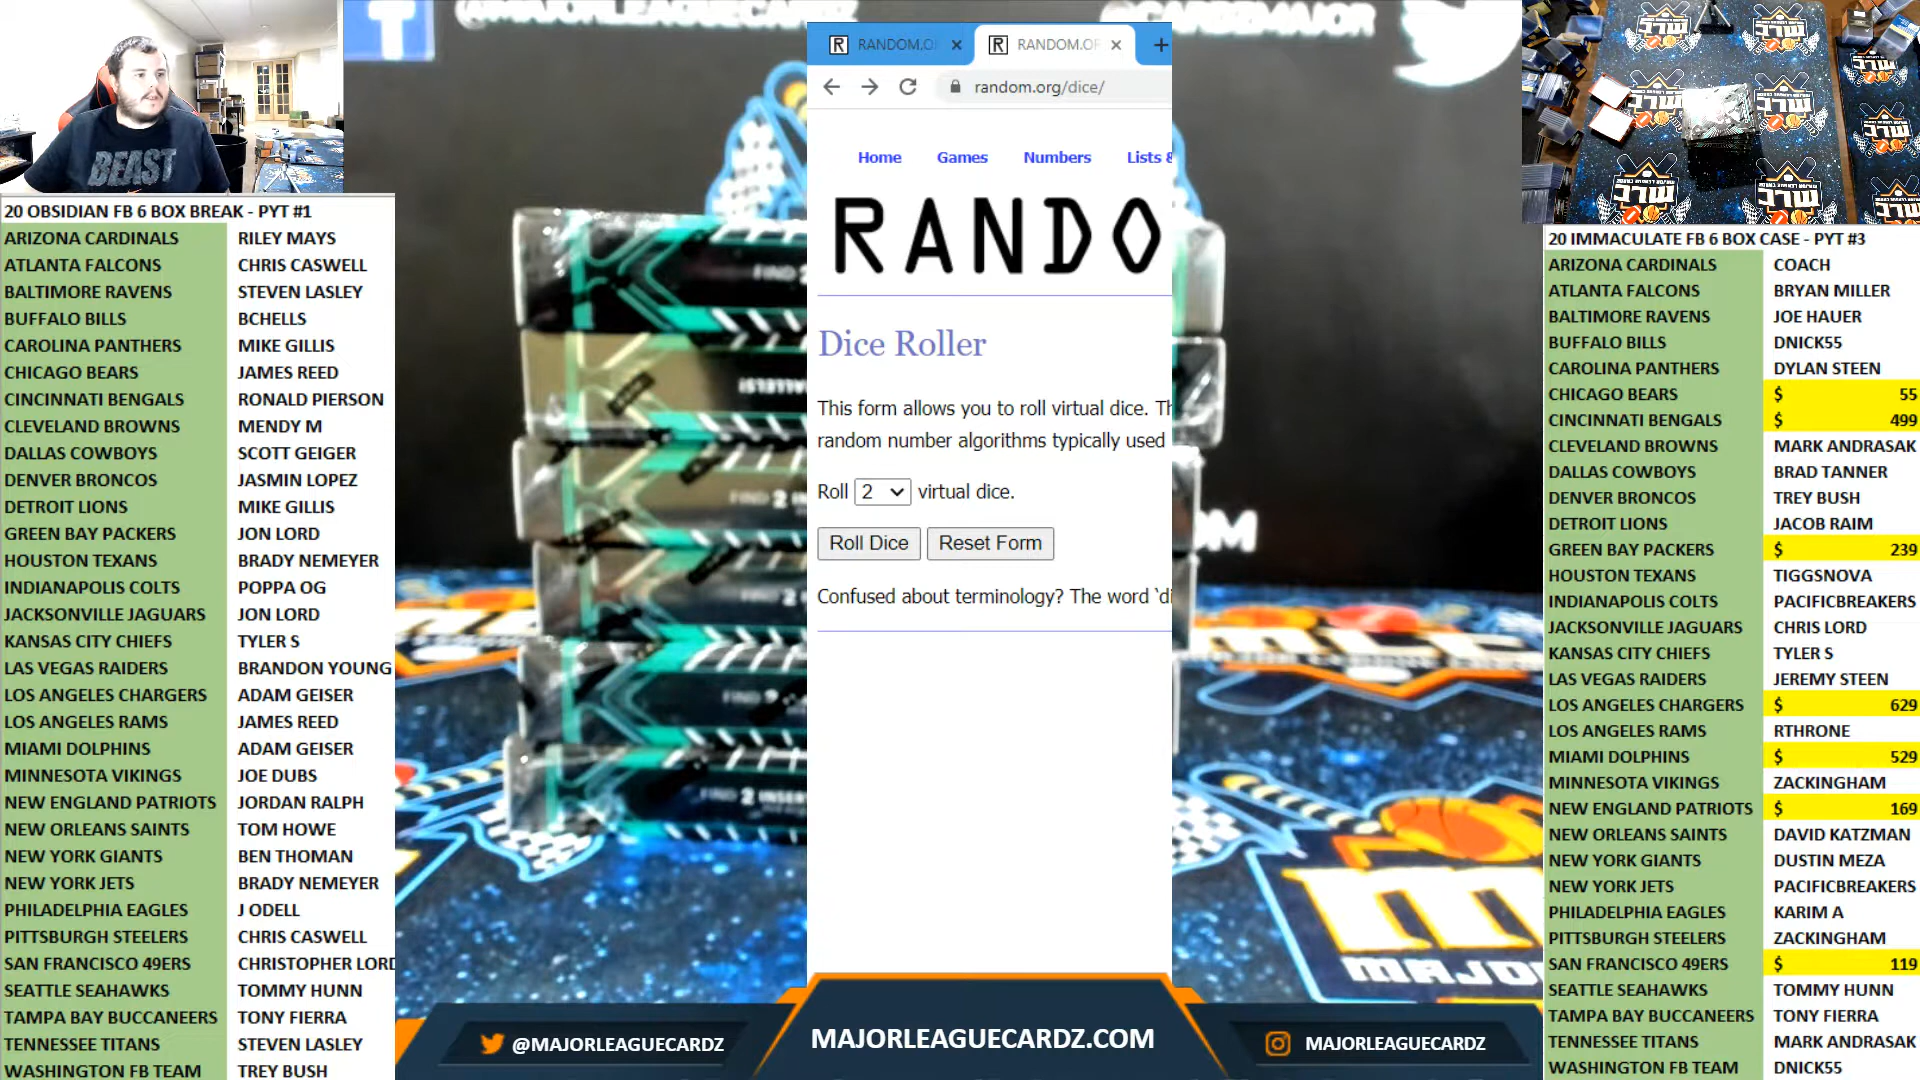 @MAJORLEAGUECARDZ
@CARDZMAJOR
BEAST
20 OBSIDIAN FB 6 BOX BREAK - PYT #1
ARIZONA CARDINALS RILEY MAYS
ATLANTA FALCONS CHRIS CASWELL
BALTIMORE RAVENS STEVEN LASLEY
BUFFALO BILLS BCHELLS
CAROLINA PANTHERS MIKE GILLIS
CHICAGO BEARS JAMES REED
CINCINNATI BENGALS RONALD PIERSON
CLEVELAND BROWNS MENDY M
DALLAS COWBOYS SCOTT GEIGER
DENVER BRONCOS JASMIN LOPEZ
DETROIT LIONS MIKE GILLIS
GREEN BAY PACKERS JON LORD
HOUSTON TEXANS BRADY NEMEYER
INDIANAPOLIS COLTS POPPA OG
JACKSONVILLE JAGUARS JON LORD
KANSAS CITY CHIEFS TYLER S
LAS VEGAS RAIDERS BRANDON YOUNG
LOS ANGELES CHARGERS ADAM GEISER
LOS ANGELES RAMS JAMES REED
MIAMI DOLPHINS ADAM GEISER
MINNESOTA VIKINGS JOE DUBS
NEW ENGLAND PATRIOTS JORDAN RALPH
NEW ORLEANS SAINTS TOM HOWE
NEW YORK GIANTS BEN THOMAN
NEW YORK JETS BRADY NEMEYER
PHILADELPHIA EAGLES J ODELL
PITTSBURGH STEELERS CHRIS CASWELL
SAN FRANCISCO 49ERS CHRISTOPHER LORD
SEATTLE SEAHAWKS TOMMY HUNN
TAMPA BAY BUCCANEERS TONY FIERRA
TENNESSEE TITANS STEVEN LASLEY
WASHINGTON FB TEAM TREY BUSH
RANDOM.O RANDOM.OF
random.org/dice/
Home Games Numbers Lists &
RANDO
Dice Roller
This form allows you to roll virtual dice. Th
random number algorithms typically used
Roll 2 virtual dice.
Roll Dice Reset Form
Confused about terminology? The word 'di
FIND 2
@MAJORLEAGUECARDZ
MAJORLEAGUECARDZ.COM
MAJORLEAGUECARDZ
20 IMMACULATE FB 6 BOX CASE - PYT #3
ARIZONA CARDINALS COACH
ATLANTA FALCONS BRYAN MILLER
BALTIMORE RAVENS JOE HAUER
BUFFALO BILLS DNICK55
CAROLINA PANTHERS DYLAN STEEN
CHICAGO BEARS $ 55
CINCINNATI BENGALS $ 499
CLEVELAND BROWNS MARK ANDRASAK
DALLAS COWBOYS BRAD TANNER
DENVER BRONCOS TREY BUSH
DETROIT LIONS JACOB RAIM
GREEN BAY PACKERS $ 239
HOUSTON TEXANS TIGGSNOVA
INDIANAPOLIS COLTS PACIFICBREAKERS
JACKSONVILLE JAGUARS CHRIS LORD
KANSAS CITY CHIEFS TYLER S
LAS VEGAS RAIDERS JEREMY STEEN
LOS ANGELES CHARGERS $ 629
LOS ANGELES RAMS RTHRONE
MIAMI DOLPHINS $ 529
MINNESOTA VIKINGS ZACKINGHAM
NEW ENGLAND PATRIOTS $ 169
NEW ORLEANS SAINTS DAVID KATZMAN
NEW YORK GIANTS DUSTIN MEZA
NEW YORK JETS PACIFICBREAKERS
PHILADELPHIA EAGLES KARIM A
PITTSBURGH STEELERS ZACKINGHAM
SAN FRANCISCO 49ERS $ 119
SEATTLE SEAHAWKS TOMMY HUNN
TAMPA BAY BUCCANEERS TONY FIERRA
TENNESSEE TITANS MARK ANDRASAK
WASHINGTON FB TEAM DNICK55